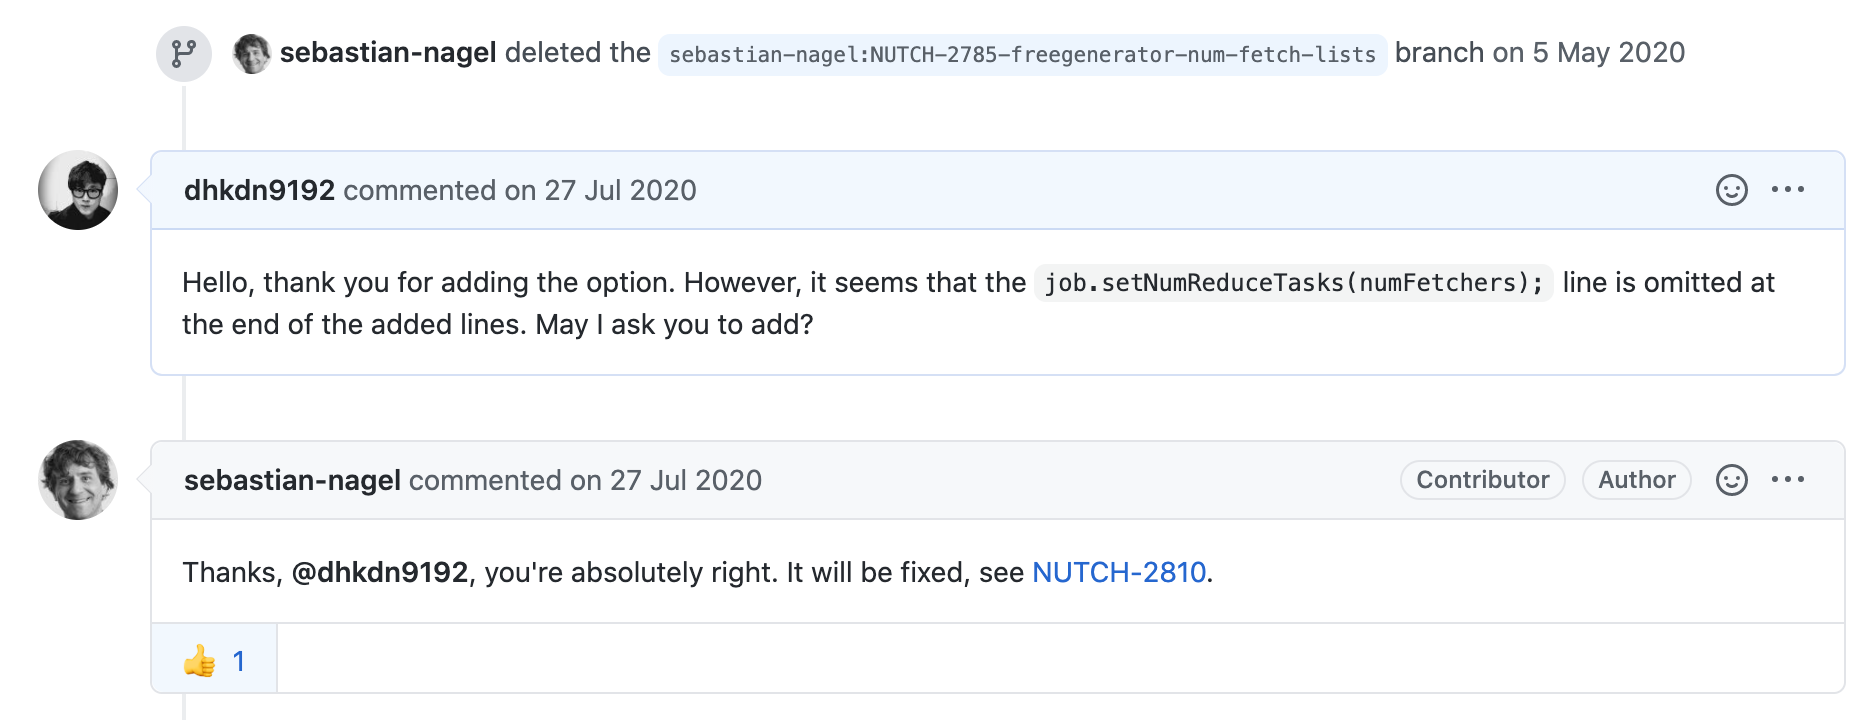 sebastian-nagel deleted the sebastian-nagel:NUTCH-2785-freegenerator-num-fetch-lists branch on 5 May 2020
dhkdn9192 commented on 27 Jul 2020
Hello, thank you for adding the option. However, it seems that the job.setNumReduceTasks(numFetchers); line is omitted at
the end of the added lines. May I ask you to add?
sebastian-nagel commented on 27 Jul 2020 Contributor Author
Thanks, @dhkdn9192, you're absolutely right. It will be fixed, see NUTCH-2810.
👍 1